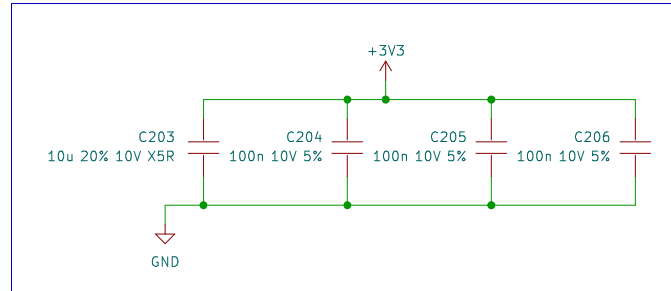 +3V3
C203
10u 20% 10V X5R
C204
100n 10V 5%
C205
100n 10V 5%
C206
100n 10V 5%
GND